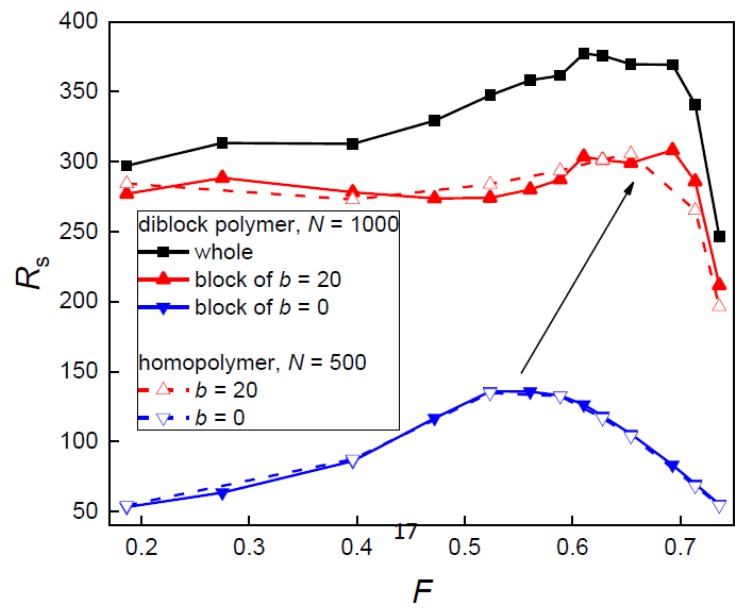 400
350
300
250
200
150
100
50
R_s
diblock polymer, N = 1000
whole
block of b = 20
block of b = 0
homopolymer, N = 500
b = 20
b = 0
17
0.2 0.3 0.4 0.5 0.6 0.7
F